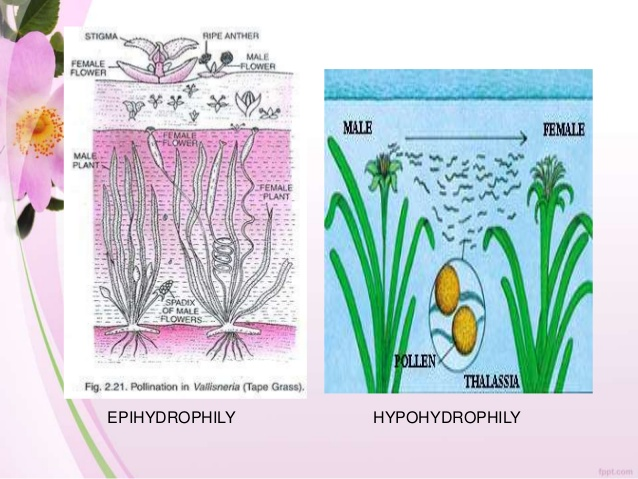 STIGMA
RIPE ANTHER
FEMALE
FLOWER
MALE
FLOWER
FEMALE
FLOWER
MALE
PLANT
FEMALE
PLANT
SPADIX
OF MALE
FLOWERS
Fig. 2.21. Pollination in Vallisneria (Tape Grass).
EPIHYDROPHILY
MALE
FEMALE
POLLEN
THALASSIA
HYPOHYDROPHILY
fppt.com